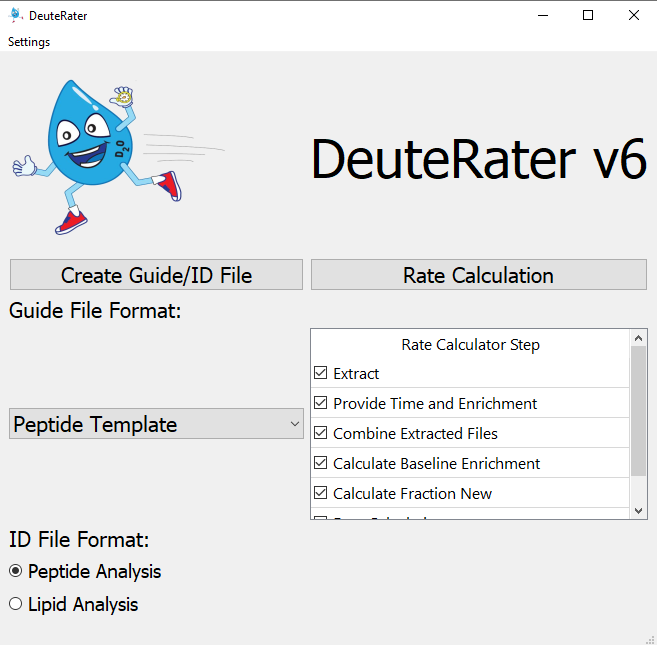 DeuteRater
Settings
D2O
DeuteRater v6
Create Guide/ID File
Rate Calculation
Guide File Format:
Peptide Template
Rate Calculator Step
Extract
Provide Time and Enrichment
Combine Extracted Files
Calculate Baseline Enrichment
Calculate Fraction New
ID File Format:
Peptide Analysis
Lipid Analysis